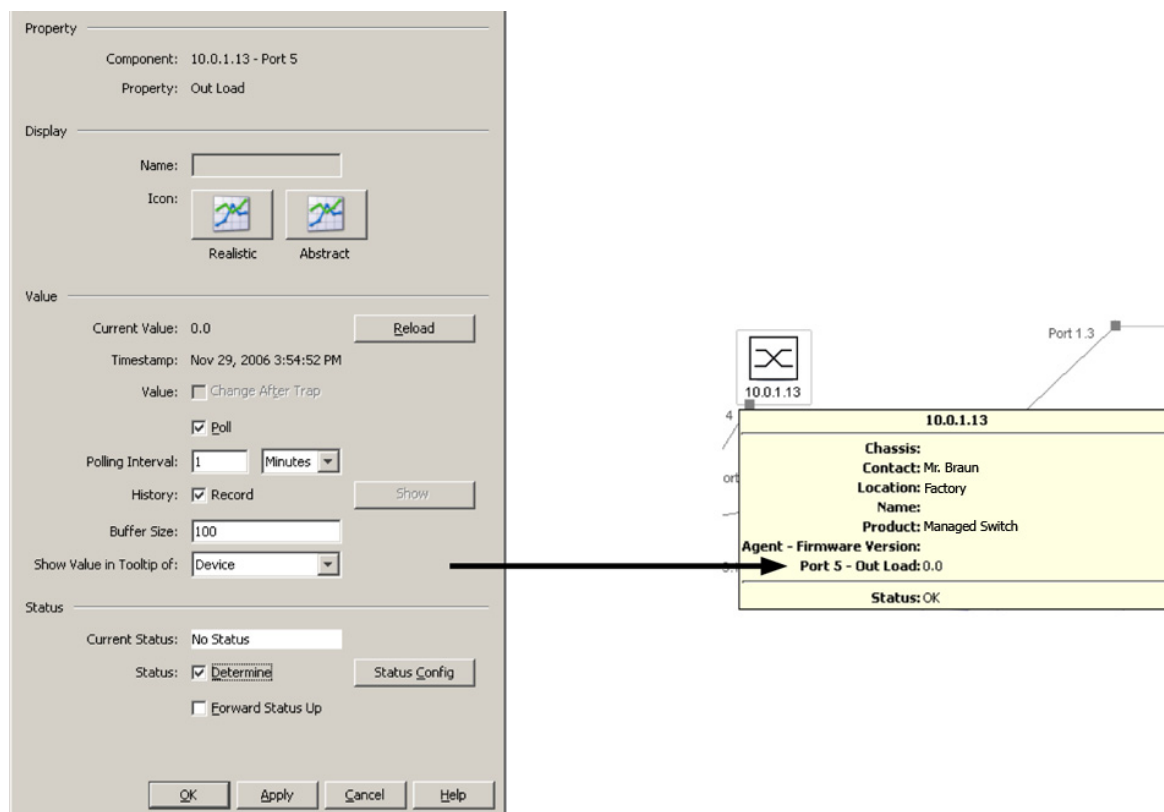 Property
Component: 10.0.1.13 - Port 5
Property: Out Load
Display
Name:
Icon:
Realistic Abstract
Value
Current Value: 0.0 Reload
Timestamp: Nov 29, 2006 3:54:52 PM
Value: Change After Trap
Poll
Polling Interval: 1 Minutes
History: Record Show
Buffer Size: 100
Show Value in Tooltip of: Device
Status
Current Status: No Status
Status: Determine Status Config
Forward Status Up
OK Apply Cancel Help
Port 1.3
10.0.1.13
4
10.0.1.13
Chassis:
Contact: Mr. Braun
Location: Factory
Name:
Product: Managed Switch
Agent - Firmware Version:
Port 5 - Out Load: 0.0
Status: OK